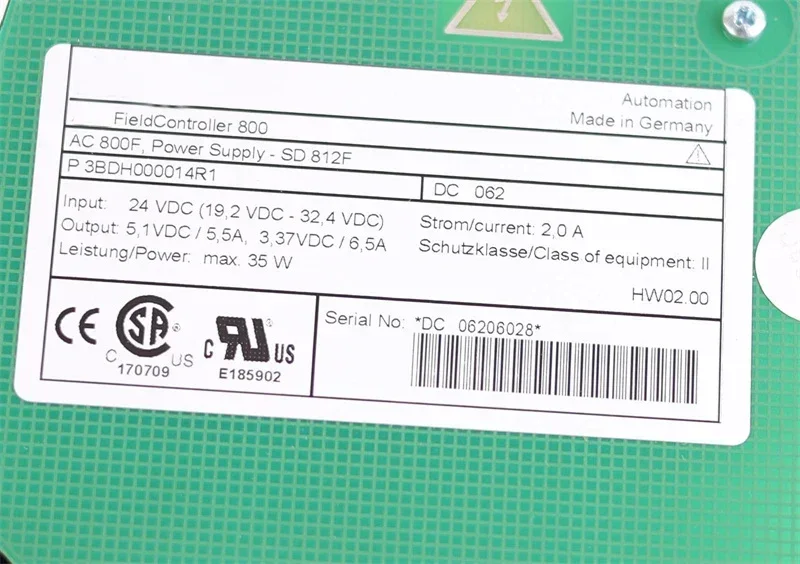 Automation
FieldController 800
Made in Germany
AC 800F, Power Supply - SD 812F
P 3BDH000014R1
DC 062
Input: 24 VDC (19,2 VDC - 32,4 VDC)
Strom/current: 2,0 A
Output: 5,1VDC / 5,5A, 3,37VDC / 6,5A
Schutzklasse/Class of equipment: II
Leistung/Power: max. 35 W
HW02.00
CE
SA
C US
170709
C RU US
E185902
Serial No: *DC 06206028*